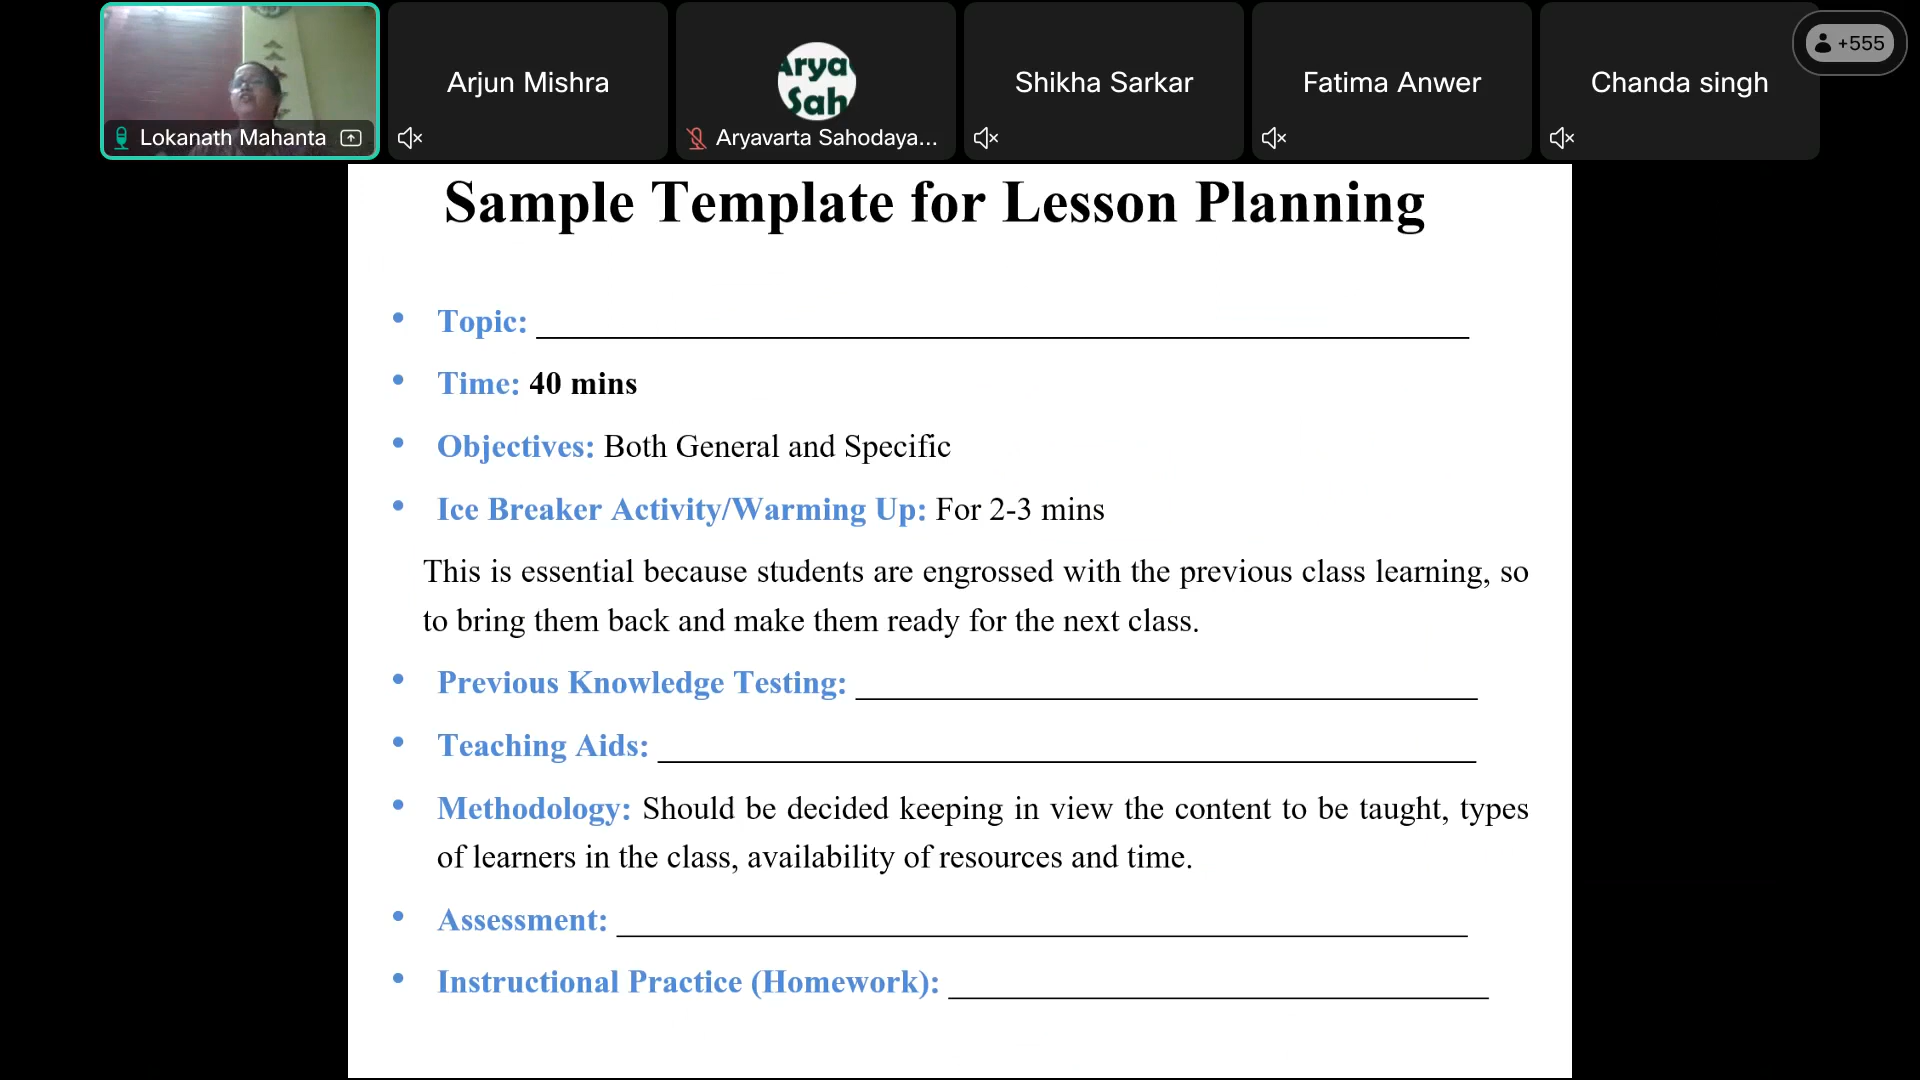 Arjun Mishra
Shikha Sarkar
Fatima Anwer
Chanda singh
+555
Arya
Sah
Lokanath Mahanta
Aryavarta Sahodaya...
Sample Template for Lesson Planning
• Topic:
• Time: 40 mins
• Objectives: Both General and Specific
• Ice Breaker Activity/Warming Up: For 2-3 mins
This is essential because students are engrossed with the previous class learning, so
to bring them back and make them ready for the next class.
• Previous Knowledge Testing:
• Teaching Aids:
• Methodology: Should be decided keeping in view the content to be taught, types
of learners in the class, availability of resources and time.
• Assessment:
• Instructional Practice (Homework):